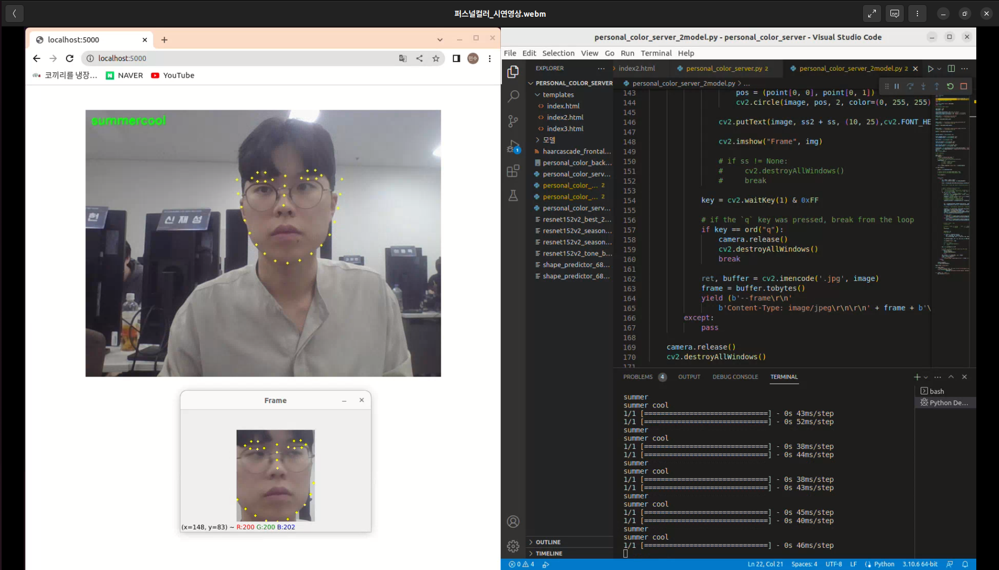 퍼스널컬러_시연영상.webm
localhost:5000
localhost:5000
민수
코끼리를 냉장...
NAVER
YouTube
summercool
헌
신재성
Frame
(x=148, y=83) ~ R:200 G:200 B:202
personal_color_server_2model.py - personal_color_server - Visual Studio Code
File Edit Selection View Go Run Terminal Help
EXPLORER
PERSONAL_COLOR_SERVER
templates
index.html
index2.html
index3.html
모델
haarcascade_frontal...
personal_color_back...
personal_color_serv...
personal_color_... 2
personal_color_... 2
personal_color_serv...
resnet152v2_best_2...
resnet152v2_season...
resnet152v2_season...
resnet152v2_tone_b...
shape_predictor_68...
shape_predictor_68...
OUTLINE
TIMELINE
1
index2.html personal_color_server.py 2 personal_color_server_2model.py 2
personal_color_server_2model.py > ...
143 pos = (point[0, 0], point[0, 1])
144 cv2.circle(image, pos, 2, color=(0, 255, 255)
145
146 cv2.putText(image, ss2 + ss, (10, 25),cv2.FONT_HE
147
148 cv2.imshow("Frame", img)
149
150 # if ss != None:
151 #     cv2.destroyAllWindows()
152 #     break
153
154 key = cv2.waitKey(1) & 0xFF
155
156 # if the `q` key was pressed, break from the loop
157 if key == ord("q"):
158 camera.release()
159 cv2.destroyAllWindows()
160 break
161
162 ret, buffer = cv2.imencode('.jpg', image)
163 frame = buffer.tobytes()
164 yield (b'--frame\r\n'
165 b'Content-Type: image/jpeg\r\n\r\n' + frame + b'\
166 except:
167 pass
168
169 camera.release()
170 cv2.destroyAllWindows()
171
PROBLEMS 4 OUTPUT DEBUG CONSOLE TERMINAL
bash
Python De...
summer
summer cool
1/1 [==============================] - 0s 43ms/step
1/1 [==============================] - 0s 52ms/step
summer
summer cool
1/1 [==============================] - 0s 38ms/step
1/1 [==============================] - 0s 44ms/step
summer
summer cool
1/1 [==============================] - 0s 38ms/step
1/1 [==============================] - 0s 43ms/step
summer
summer cool
1/1 [==============================] - 0s 45ms/step
1/1 [==============================] - 0s 40ms/step
summer
summer cool
1/1 [==============================] - 0s 46ms/step
0 4
Ln 22, Col 21 Spaces: 4 UTF-8 LF Python 3.10.6 64-bit